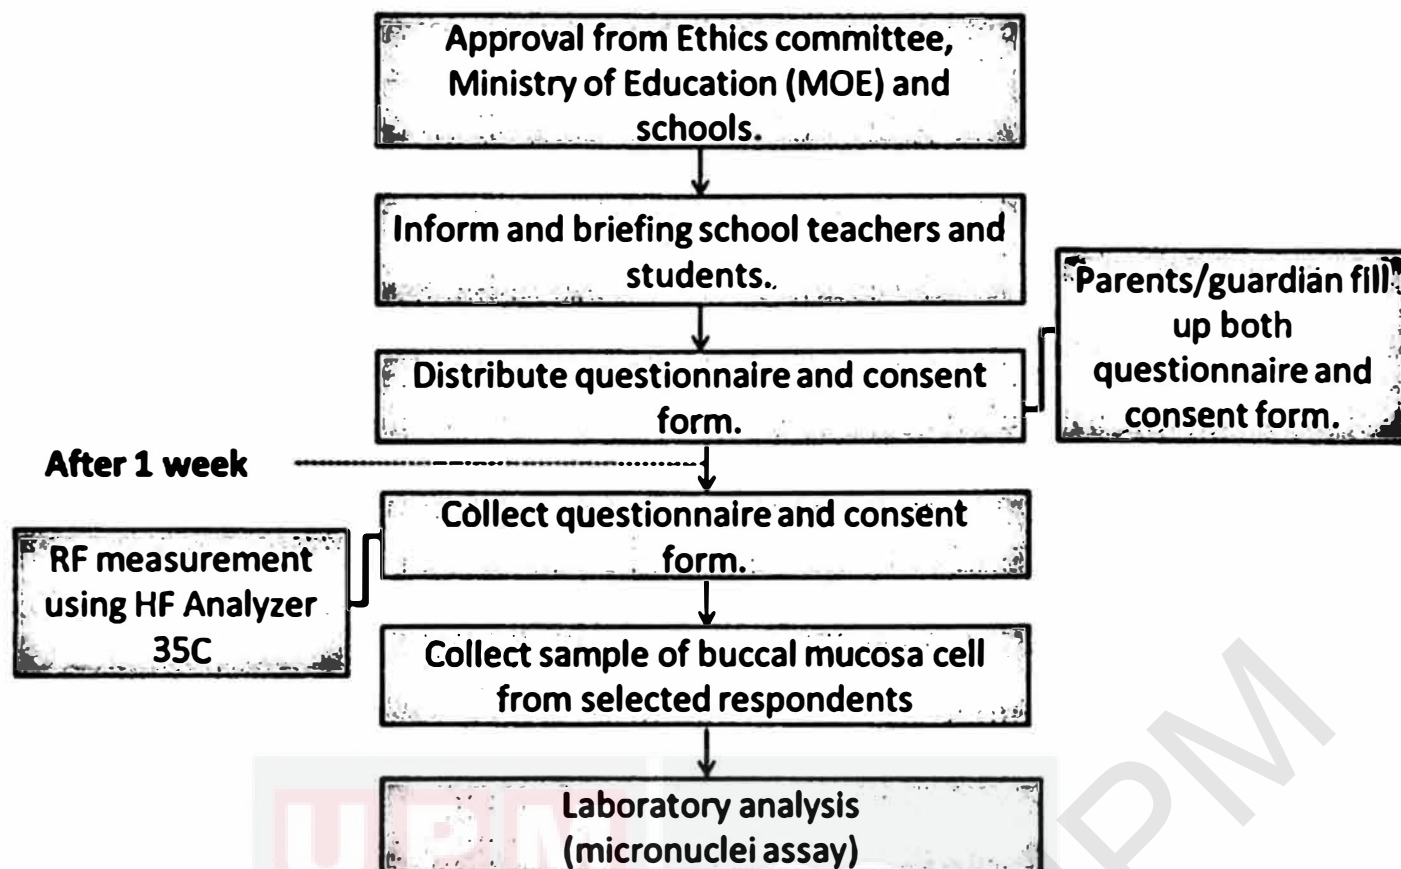 Approval from Ethics committee,
Ministry of Education (MOE) and
schools.
Inform and briefing school teachers and
students.
Parents/guardian fill
up both
questionnaire and
consent form.
Distribute questionnaire and consent
form.
After 1 week
Collect questionnaire and consent
form.
RF measurement
using HF Analyzer
35C
Collect sample of buccal mucosa cell
from selected respondents
Laboratory analysis
(micronuclei assay)
UPM
UPM